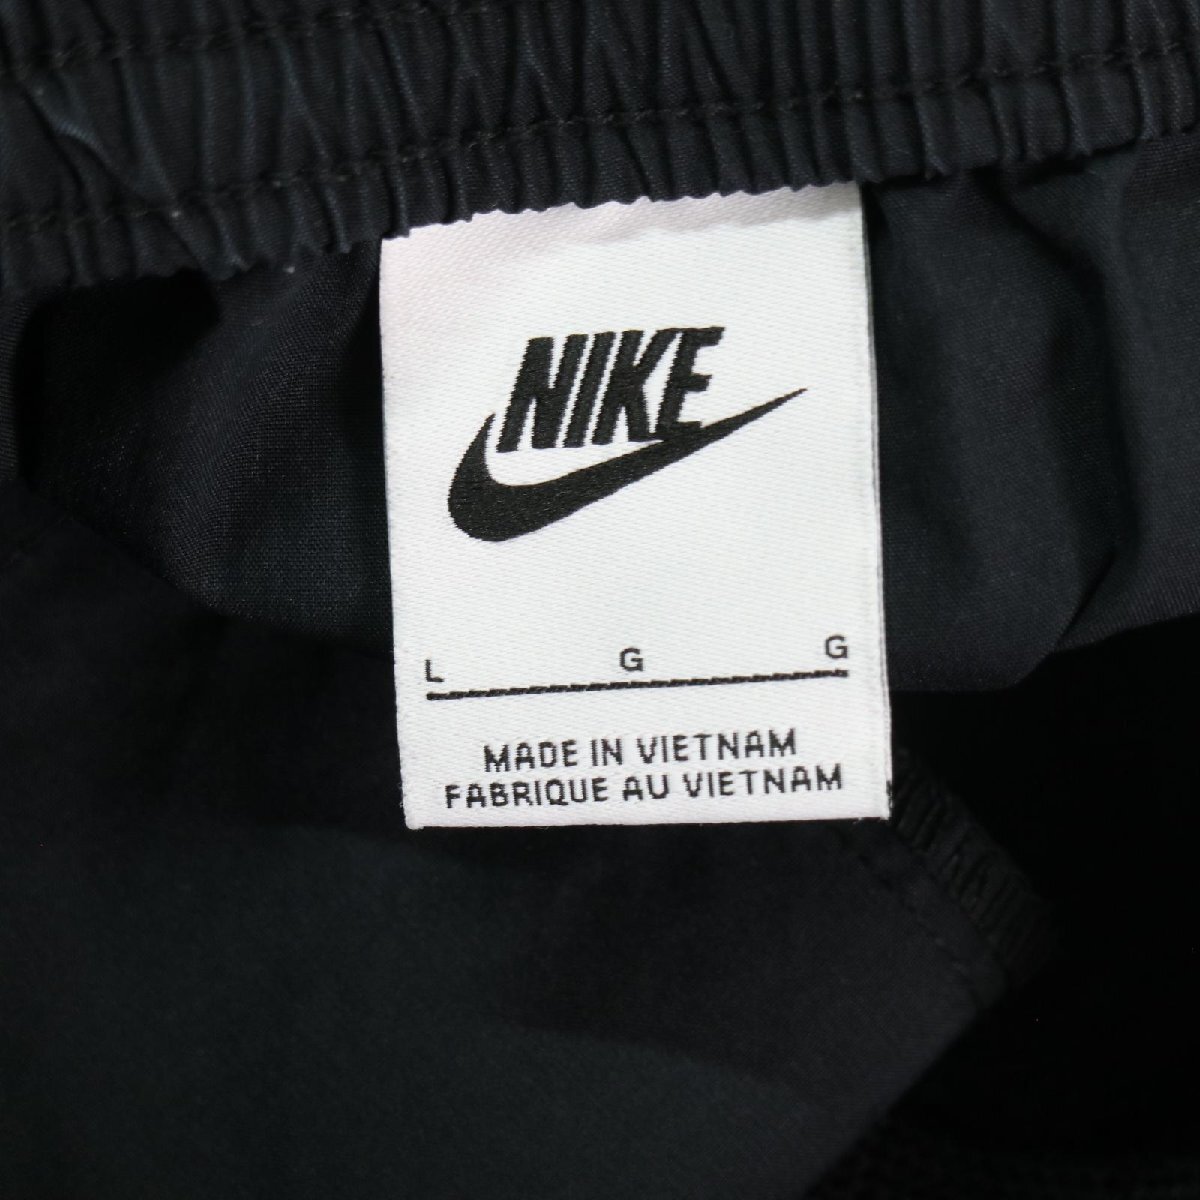 NIKE
L G G
MADE IN VIETNAM
FABRIQUE AU VIETNAM